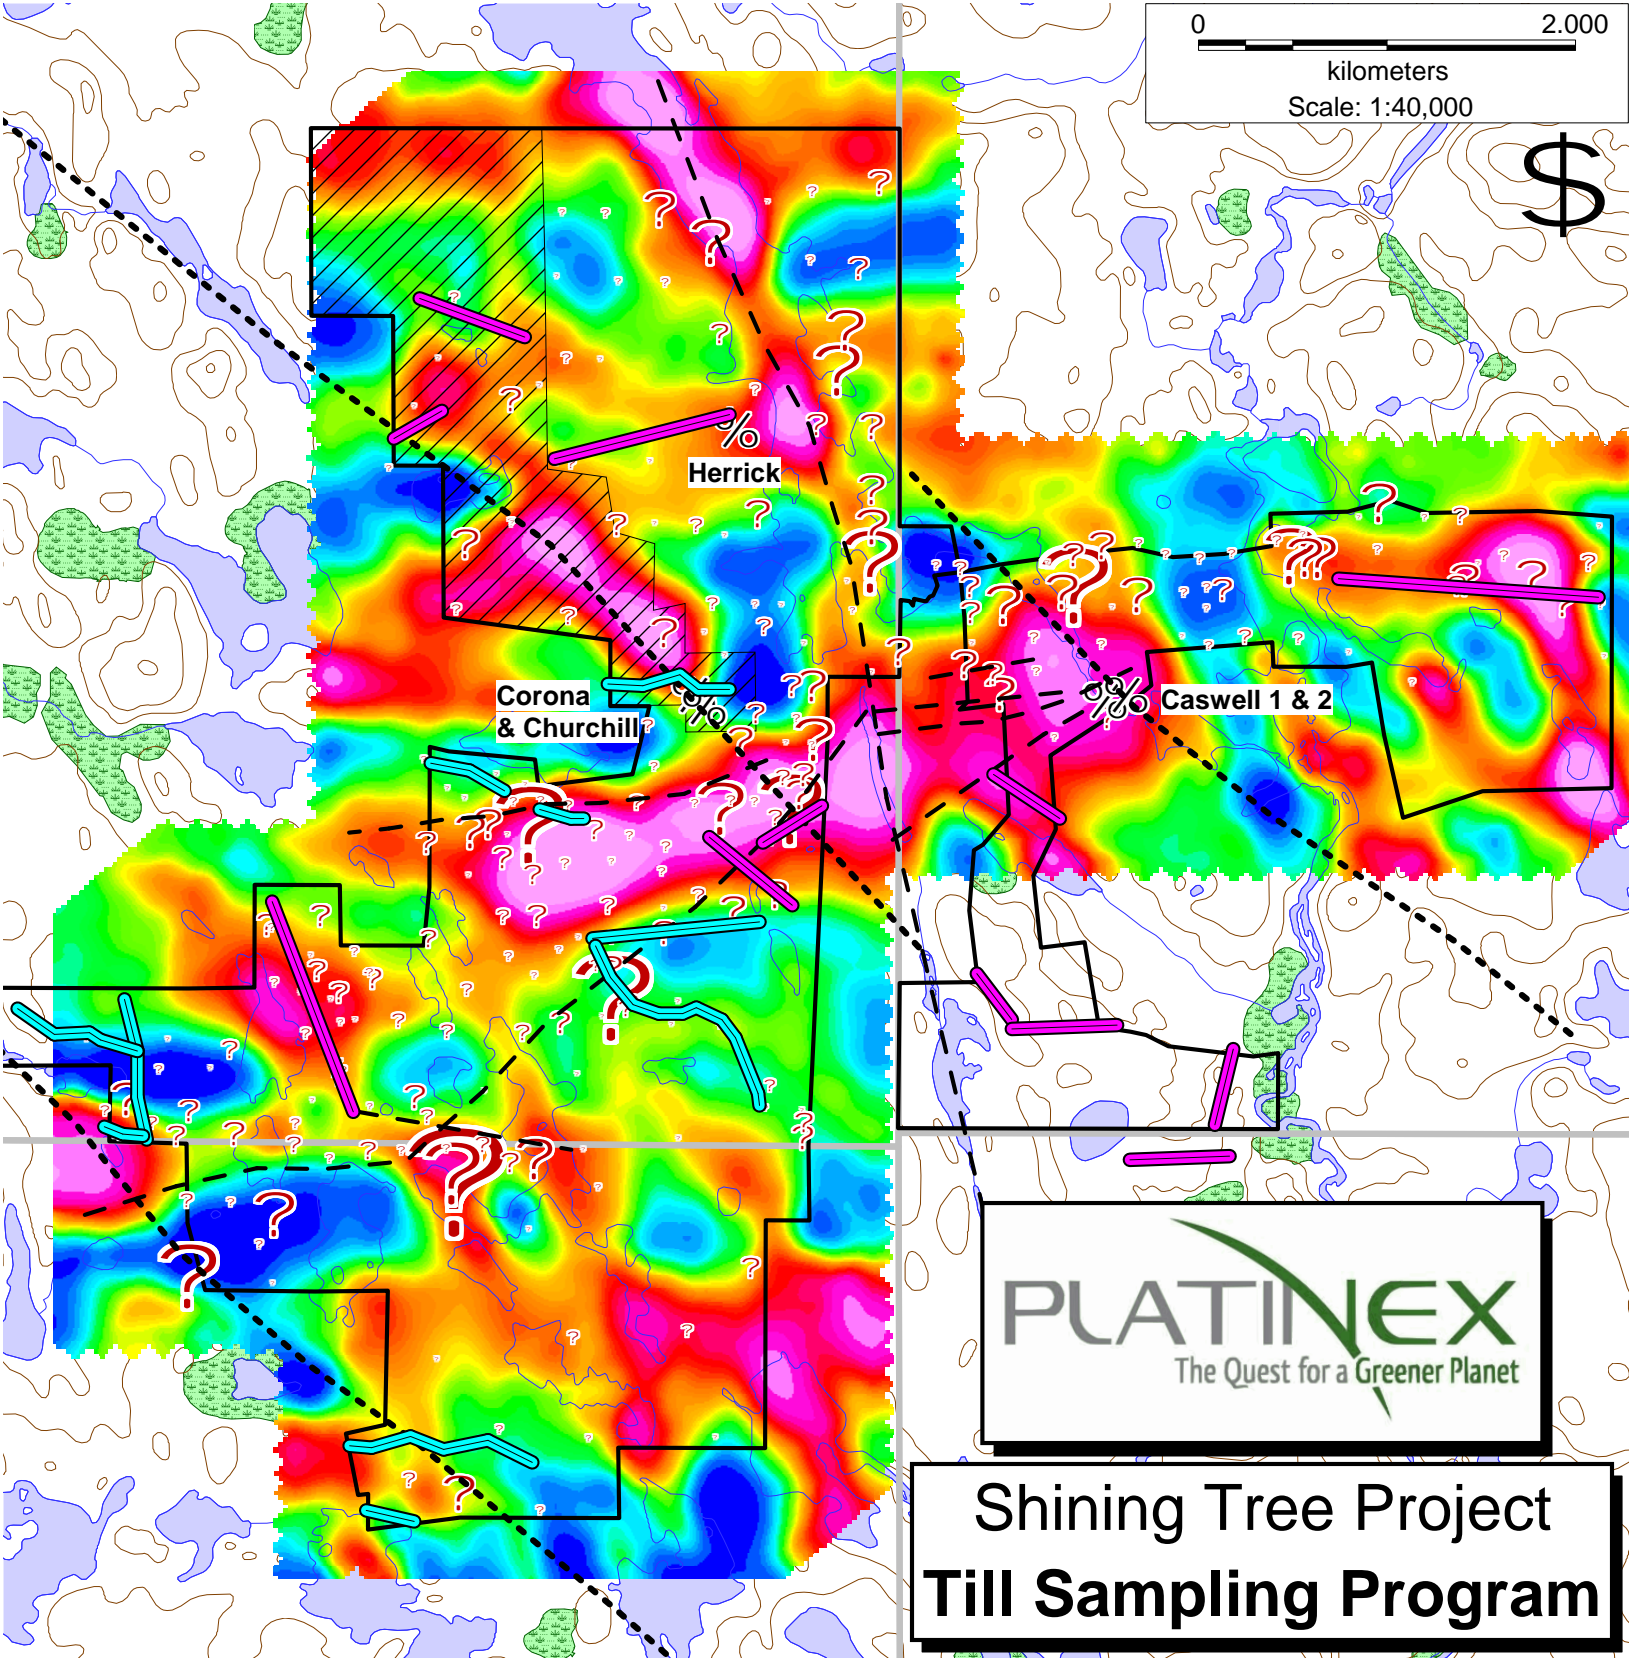 0 2.000
kilometers
Scale: 1:40,000
$
%
Herrick
Corona
& Churchill
%
%
Caswell 1 & 2
PLATINEX
The Quest for a Greener Planet
Shining Tree Project
Till Sampling Program